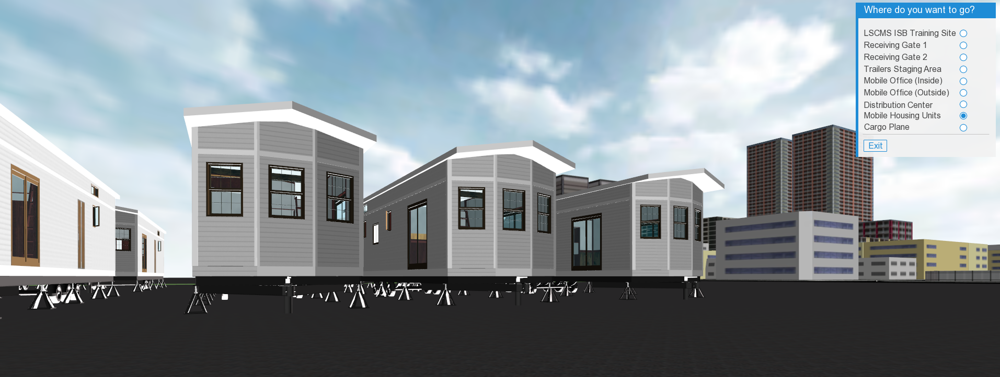 Where do you want to go?
LSCMS ISB Training Site
Receiving Gate 1
Receiving Gate 2
Trailers Staging Area
Mobile Office (Inside)
Mobile Office (Outside)
Distribution Center
Mobile Housing Units
Cargo Plane
Exit